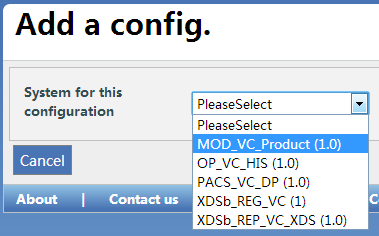 Add a config.
System for this
configuration
PleaseSelect
PleaseSelect
MOD_VC_Product (1.0)
OP_VC_HIS (1.0)
PACS_VC_DP (1.0)
XDSb_REG_VC (1)
XDSb_REP_VC_XDS (1.0)
Cancel
About | Contact us